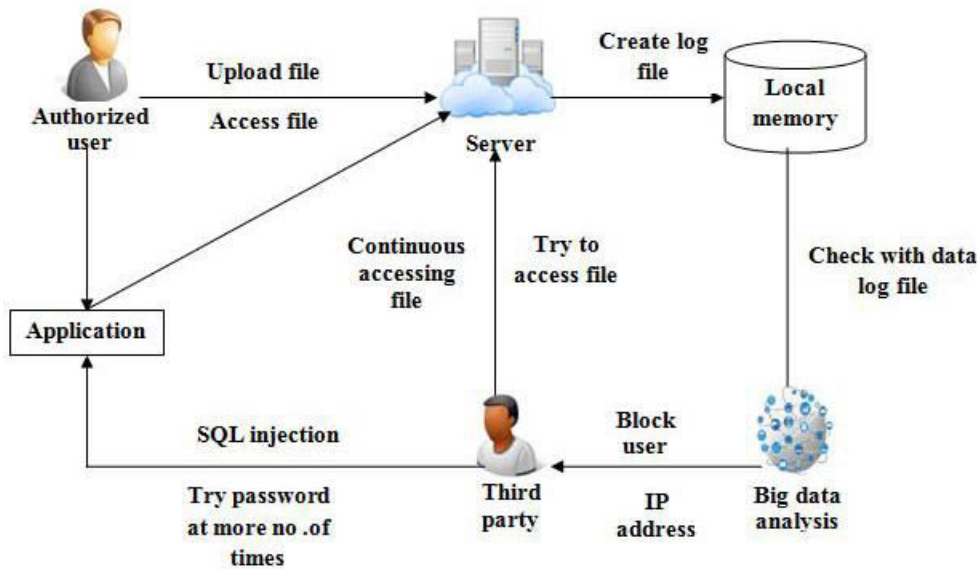 Upload file
Access file
Authorized
user
Server
Create log
file
Local
memory
Continuous
accessing
file
Try to
access file
Check with data
log file
Application
SQL injection
Try password
at more no .of
times
Third
party
Block
user
IP
address
Big data
analysis